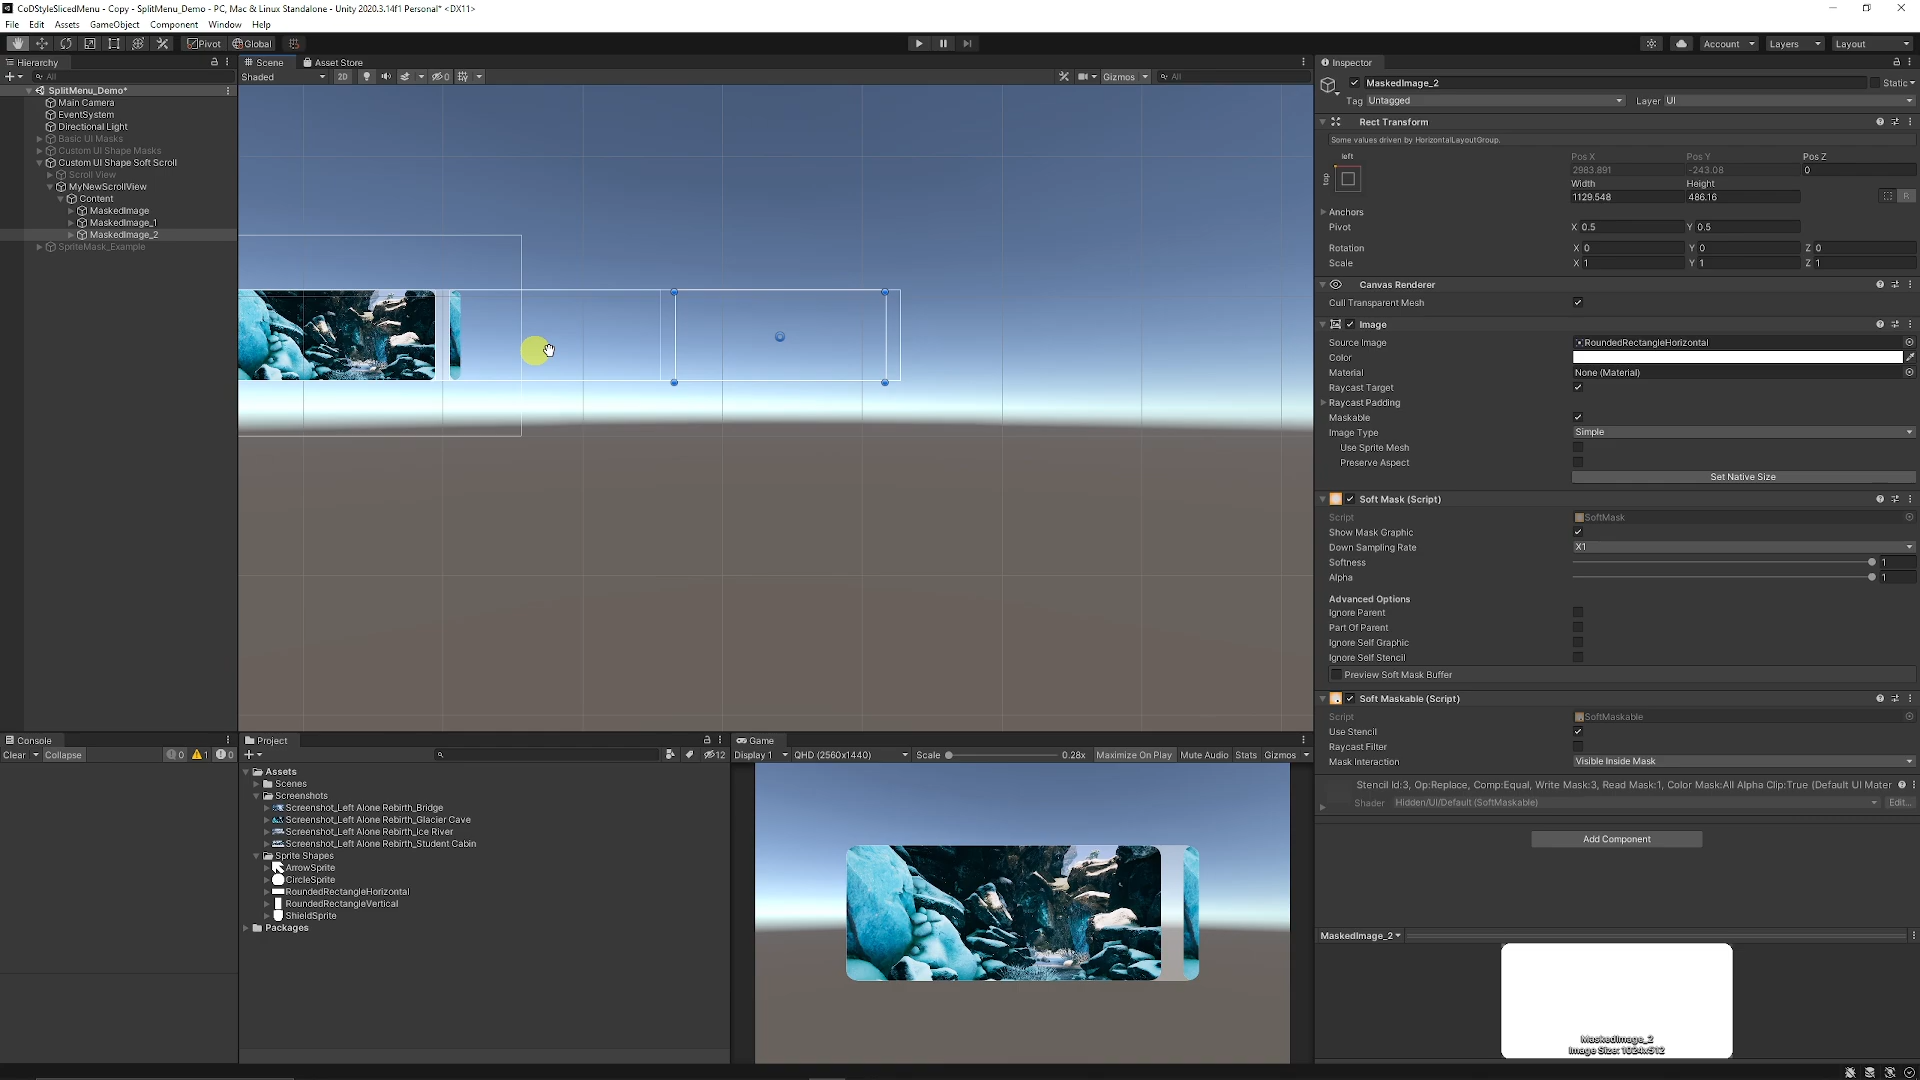 CoDStyleSlicedMenu - Copy - SplitMenu_Demo - PC, Mac & Linux Standalone - Unity 2020.3.14f1 Personal* <DX11>
File Edit Assets GameObject Component Window Help
Pivot Global Account Layers Layout
Hierarchy
All
SplitMenu_Demo*
Main Camera
EventSystem
Directional Light
Basic UI Masks
Custom UI Shape Masks
Custom UI Shape Soft Scroll
Scroll View
MyNewScrollView
Content
MaskedImage
MaskedImage_1
MaskedImage_2
SpriteMask_Example
Scene Asset Store
Shaded 2D 0 Gizmos All
Inspector
MaskedImage_2 Static
Tag Untagged Layer UI
Rect Transform
Some values driven by HorizontalLayoutGroup.
left
top
Pos X Pos Y Pos Z
2983.891 -243.08 0
Width Height
1129.548 486.16 R
Anchors
Pivot X 0.5 Y 0.5
Rotation X 0 Y 0 Z 0
Scale X 1 Y 1 Z 1
Canvas Renderer
Cull Transparent Mesh
Image
Source Image RoundedRectangleHorizontal
Color
Material None (Material)
Raycast Target
Raycast Padding
Maskable
Image Type Simple
Use Sprite Mesh
Preserve Aspect
Set Native Size
Soft Mask (Script)
Script SoftMask
Show Mask Graphic
Down Sampling Rate X1
Softness 1
Alpha 1
Advanced Options
Ignore Parent
Part Of Parent
Ignore Self Graphic
Ignore Self Stencil
Preview Soft Mask Buffer
Soft Maskable (Script)
Script SoftMaskable
Use Stencil
Raycast Filter
Mask Interaction Visible Inside Mask
Stencil Id:3, Op:Replace, Comp:Equal, Write Mask:3, Read Mask:1, Color Mask:All Alpha Clip:True (Default UI Mater
Shader Hidden/UI/Default (SoftMaskable) Edit...
Add Component
MaskedImage_2
MaskedImage_2
Image Size: 1024x512
Console
Clear Collapse 0 1 0
Project
12
Assets
Scenes
Screenshots
Screenshot_Left Alone Rebirth_Bridge
Screenshot_Left Alone Rebirth_Glacier Cave
Screenshot_Left Alone Rebirth_Ice River
Screenshot_Left Alone Rebirth_Student Cabin
Sprite Shapes
ArrowSprite
CircleSprite
RoundedRectangleHorizontal
RoundedRectangleVertical
ShieldSprite
Packages
Game
Display 1 QHD (2560x1440) Scale 0.28x Maximize On Play Mute Audio Stats Gizmos